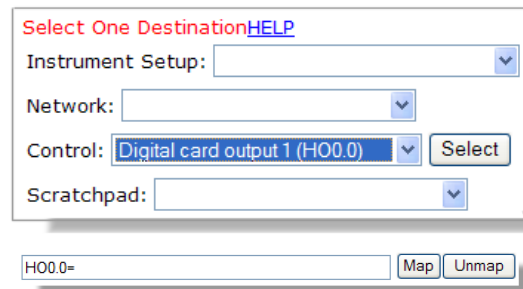 Select One DestinationHELP
Instrument Setup:
Network:
Control: Digital card output 1 (HO0.0) Select
Scratchpad:
HO0.0= Map Unmap